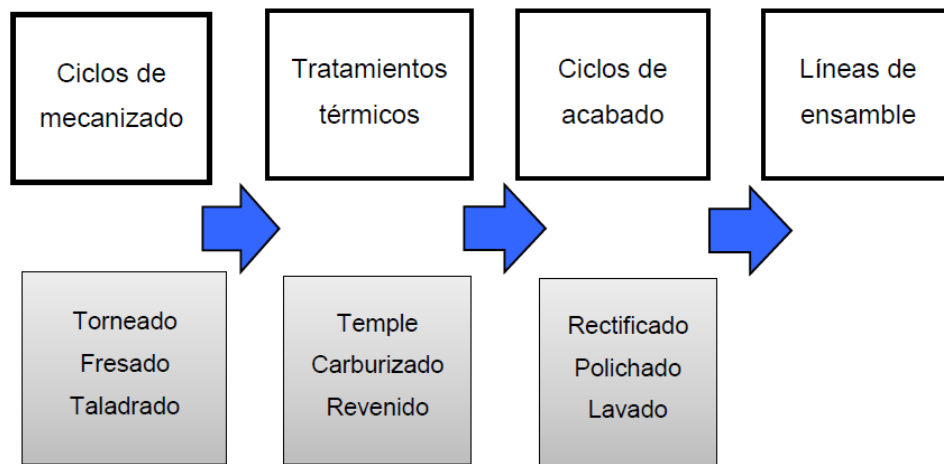 Ciclos de
mecanizado
Tratamientos
térmicos
Ciclos de
acabado
Líneas de
ensamble
Torneado
Fresado
Taladrado
Temple
Carburizado
Revenido
Rectificado
Polichado
Lavado